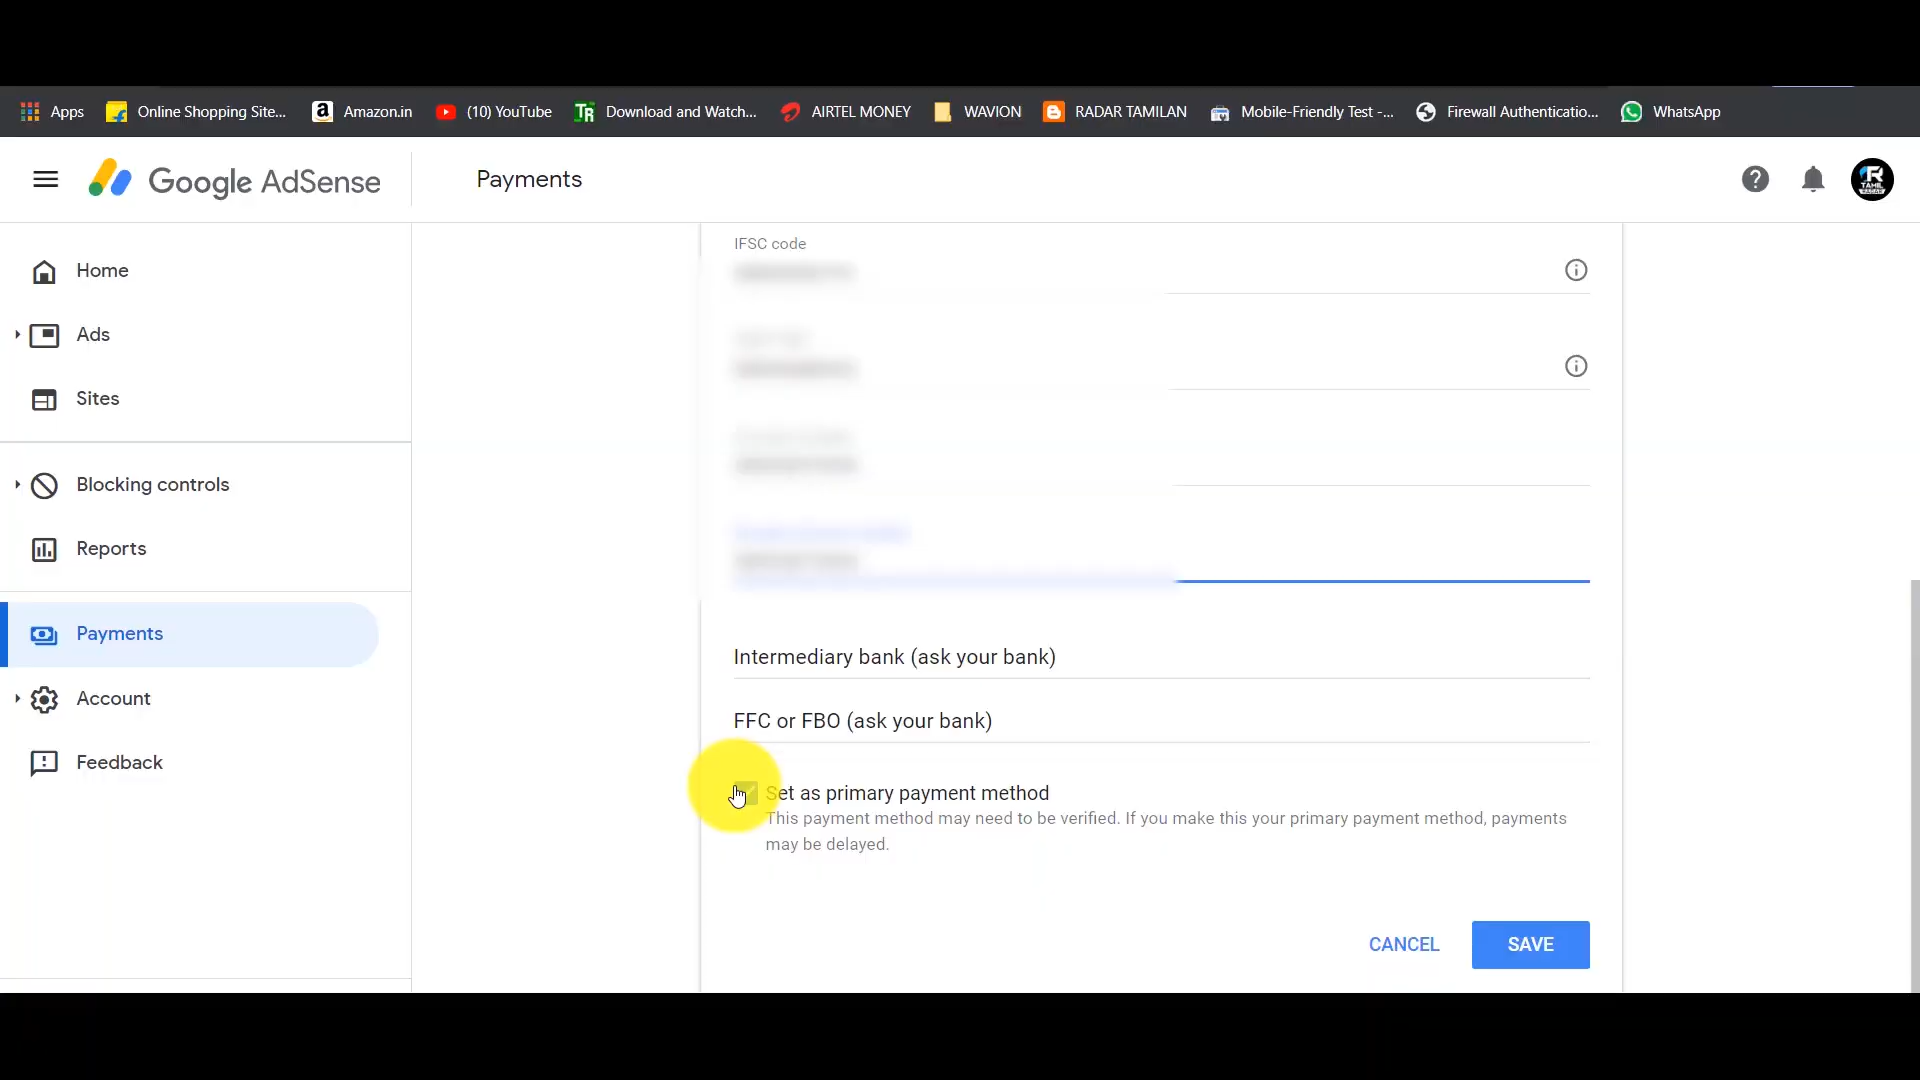 Apps
Online Shopping Site...
Amazon.in
(10) YouTube
Download and Watch...
AIRTEL MONEY
WAVION
RADAR TAMILAN
Mobile-Friendly Test -...
Firewall Authenticatio...
WhatsApp
Google AdSense
Payments
Home
Ads
Sites
Blocking controls
Reports
Payments
Account
Feedback
IFSC code
Intermediary bank (ask your bank)
FFC or FBO (ask your bank)
Set as primary payment method
This payment method may need to be verified. If you make this your primary payment method, payments
may be delayed.
CANCEL
SAVE